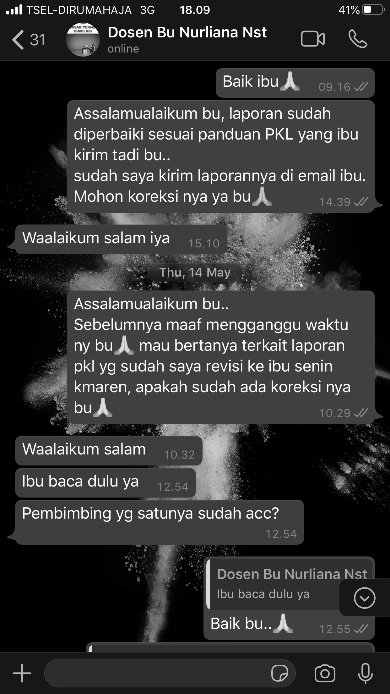 TSEL-DIRUMAHAJA 3G 18.09 41%
31 Dosen Bu Nurliana Nst
online
Baik ibu🙏 09.16
Assalamualaikum bu, laporan sudah
diperbaiki sesuai panduan PKL yang ibu
kirim tadi bu..
sudah saya kirim laporannya di email ibu.
Mohon koreksi nya ya bu🙏 14.39
Waalaikum salam iya 15.10
Thu, 14 May
Assalamualaikum bu..
Sebelumnya maaf mengganggu waktu
ny bu🙏 mau bertanya terkait laporan
pkl yg sudah saya revisi ke ibu senin
kmaren, apakah sudah ada koreksi nya
bu🙏 10.29
Waalaikum salam 10.32
Ibu baca dulu ya 12.54
Pembimbing yg satunya sudah acc?
12.54
Dosen Bu Nurliana Nst
Ibu baca dulu ya
Baik bu..🙏 12.55